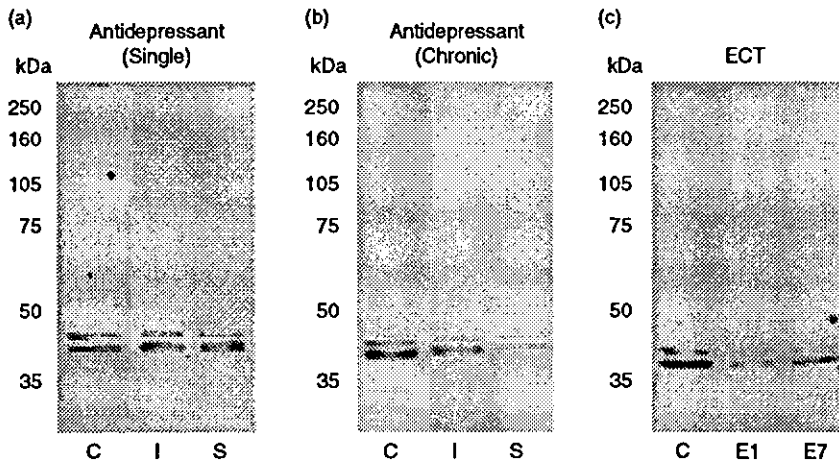 (a)
Antidepressant
(Single)
kDa
250
160
105
75
50
35
C I S
(b)
Antidepressant
(Chronic)
kDa
250
160
105
75
50
35
C I S
(c)
ECT
kDa
250
160
105
75
50
35
C E1 E7